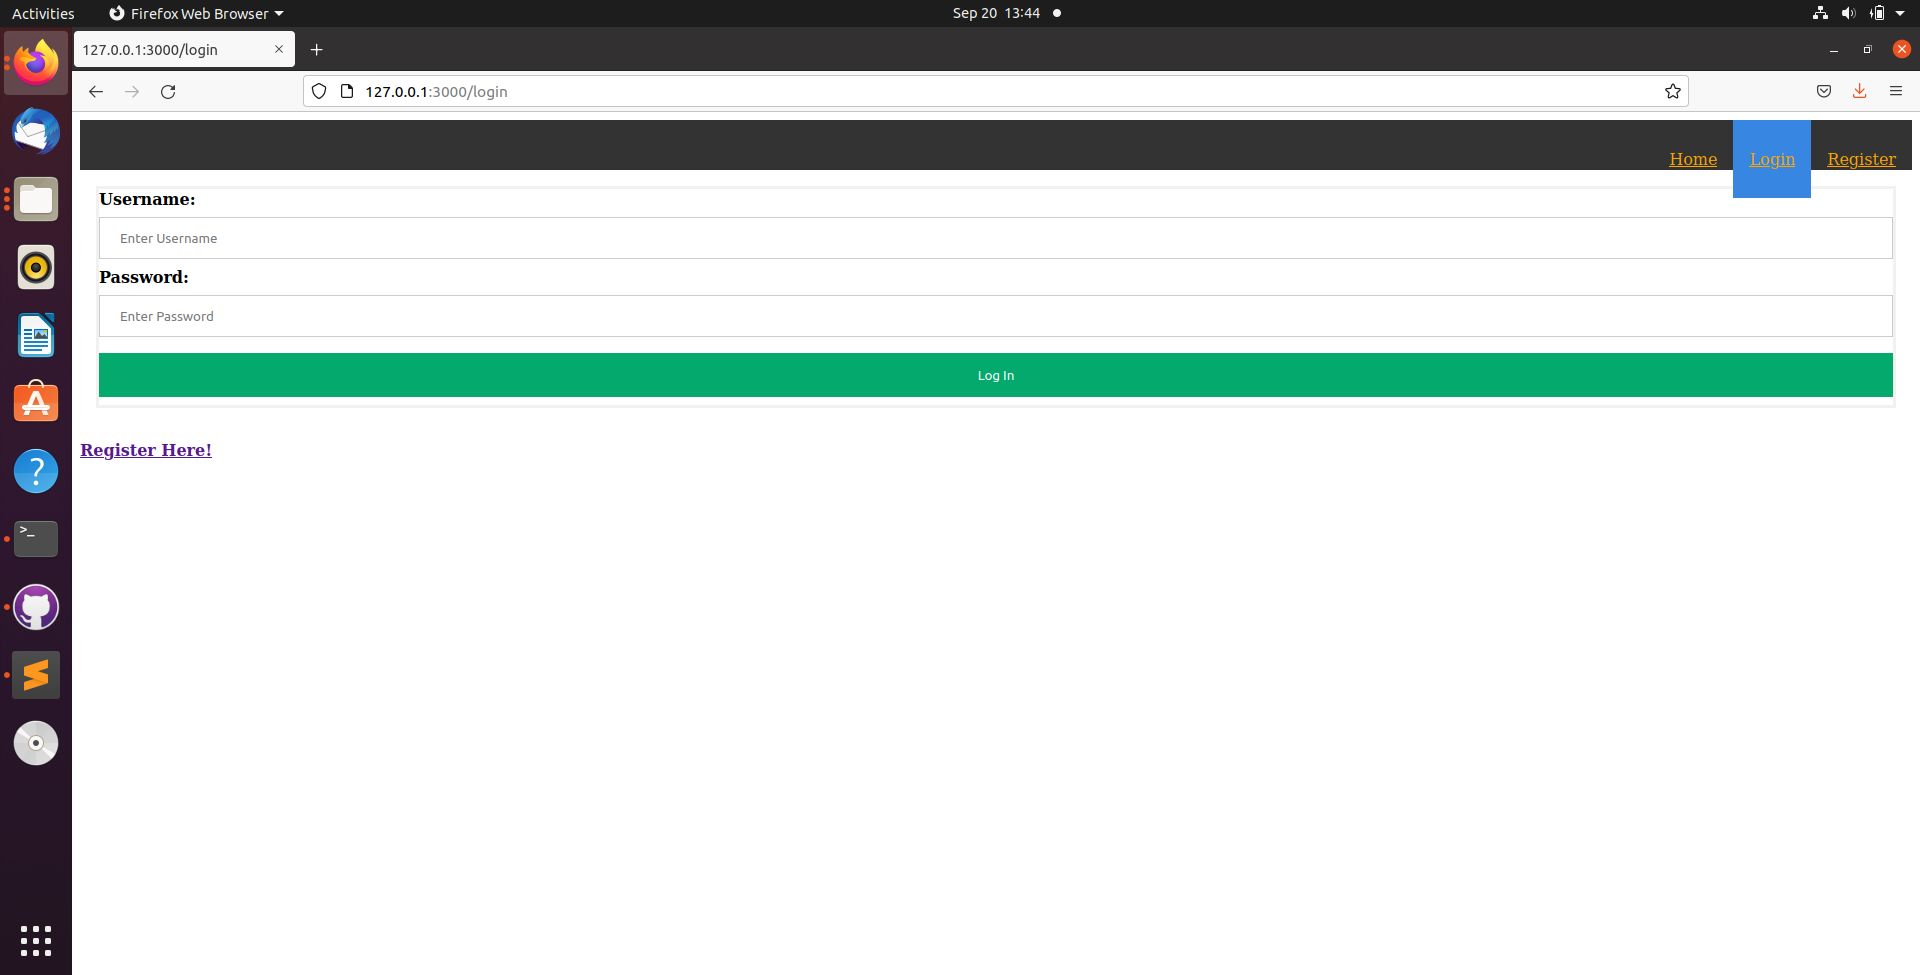 Activities
Firefox Web Browser
Sep 20 13:44
127.0.0.1:3000/login
127.0.0.1:3000/login
Home
Login
Register
Username:
Enter Username
Password:
Enter Password
Log In
Register Here!